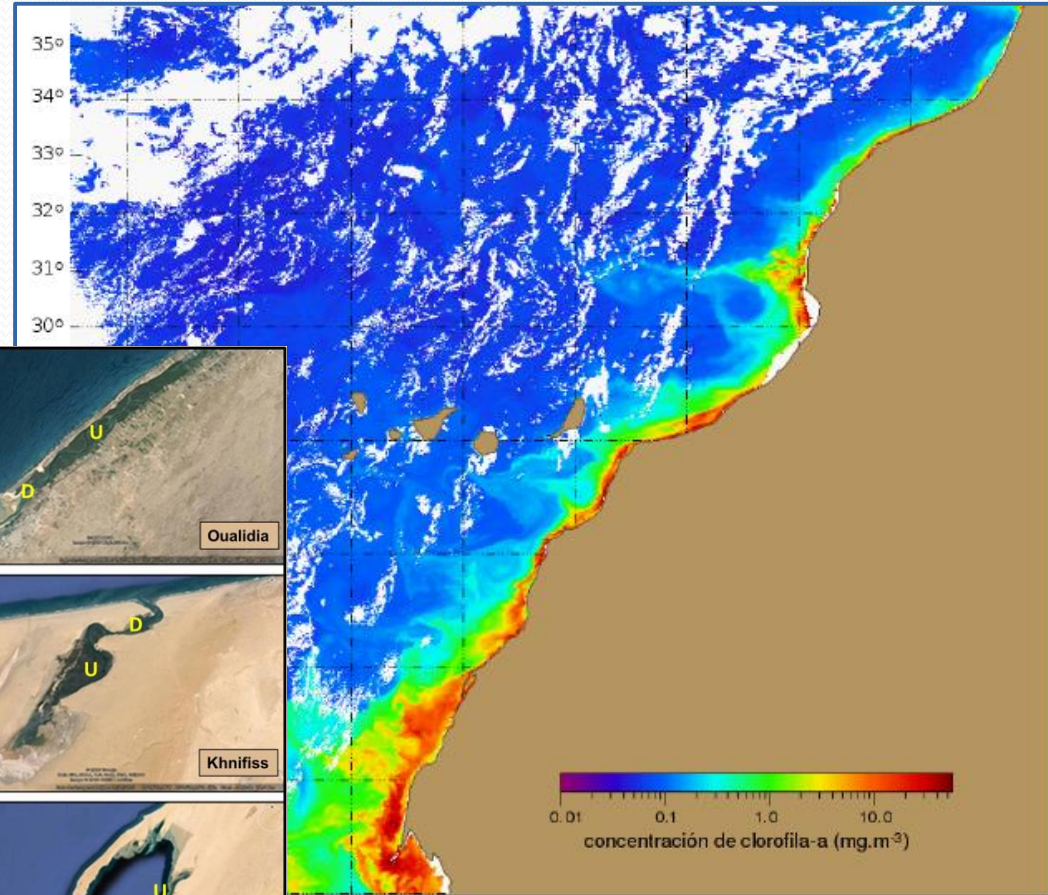 35º
34º
33º
32º
31º
30º
U
D
Oualidia
D
U
Khnifiss
U
0.01
0.1
1.0
10.0
concentración de clorofila-a (mg.m-3)